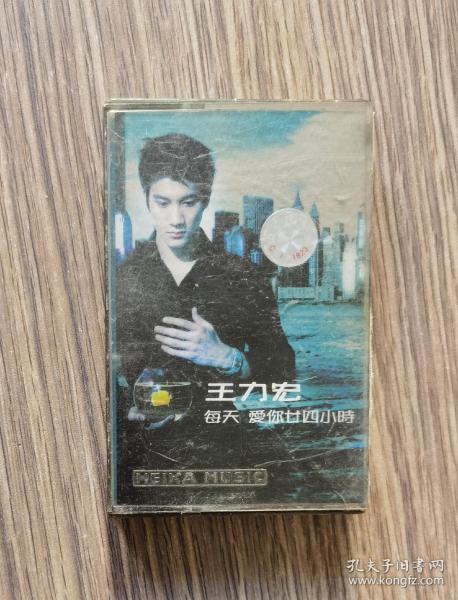 王力宏
每天 愛你廿四小時
MEIKA MUSIC
孔夫子旧书网
www.kongfz.com